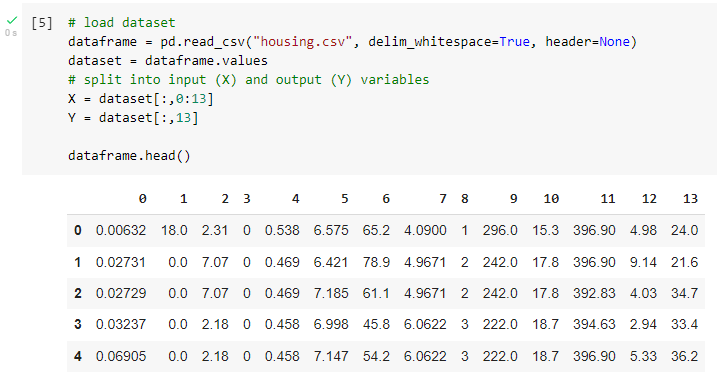 [5] # load dataset
0s dataframe = pd.read_csv("housing.csv", delim_whitespace=True, header=None)
dataset = dataframe.values
# split into input (X) and output (Y) variables
X = dataset[:,0:13]
Y = dataset[:,13]
dataframe.head()
0 1 2 3 4 5 6 7 8 9 10 11 12 13
0 0.00632 18.0 2.31 0 0.538 6.575 65.2 4.0900 1 296.0 15.3 396.90 4.98 24.0
1 0.02731 0.0 7.07 0 0.469 6.421 78.9 4.9671 2 242.0 17.8 396.90 9.14 21.6
2 0.02729 0.0 7.07 0 0.469 7.185 61.1 4.9671 2 242.0 17.8 392.83 4.03 34.7
3 0.03237 0.0 2.18 0 0.458 6.998 45.8 6.0622 3 222.0 18.7 394.63 2.94 33.4
4 0.06905 0.0 2.18 0 0.458 7.147 54.2 6.0622 3 222.0 18.7 396.90 5.33 36.2